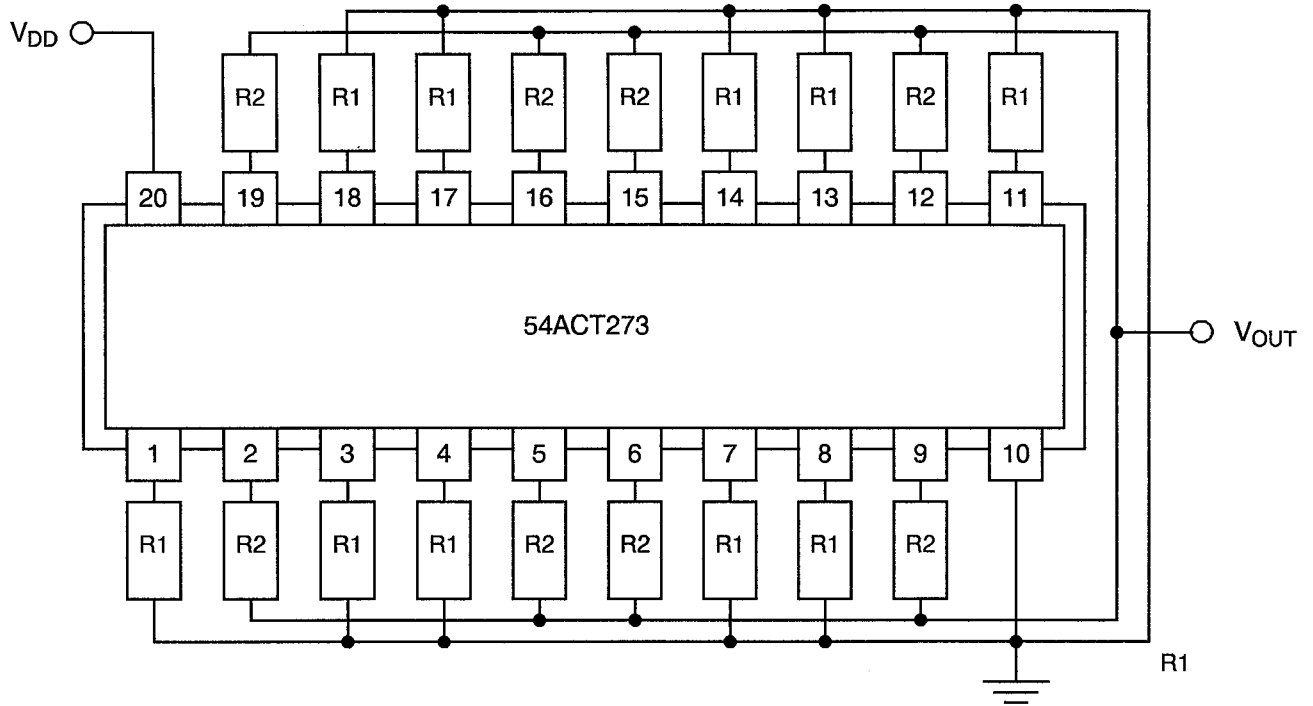 V_DD
R2 R1 R1 R2 R2 R1 R1 R2 R1
20 19 18 17 16 15 14 13 12 11
54ACT273
V_OUT
1 2 3 4 5 6 7 8 9 10
R1 R2 R1 R1 R2 R2 R1 R1 R2
R1